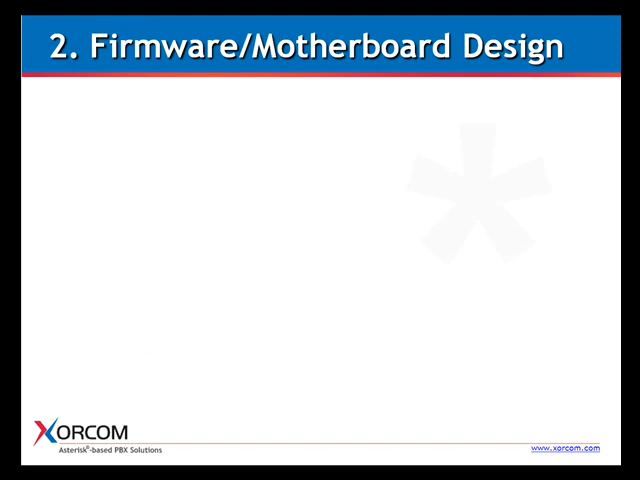 2. Firmware/Motherboard Design
XORCOM
Asterisk®-based PBX Solutions
www.xorcom.com